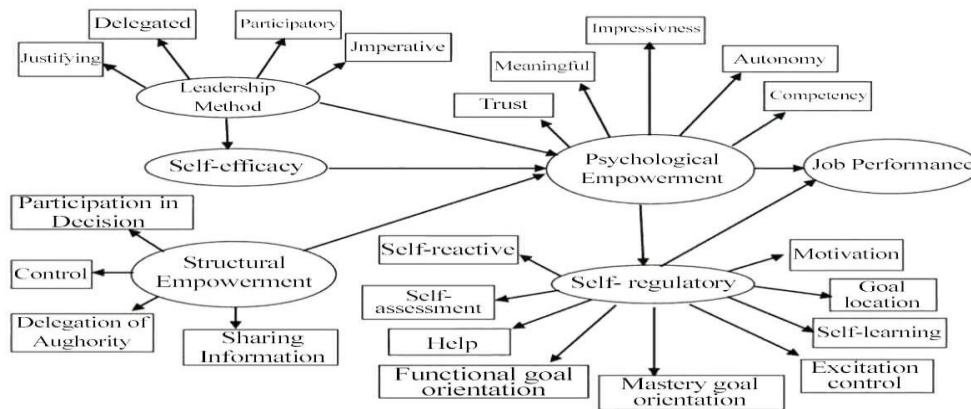 Delegated
Participatory
Justifying
Jmperative
Leadership
Method
Self-efficacy
Impressivness
Meaningful
Autonomy
Trust
Competency
Psychological
Empowerment
Job Performance
Participation in
Decision
Control
Structural
Empowerment
Delegation of
Aughority
Sharing
Information
Self-reactive
Motivation
Self- regulatory
Self-
assessment
Goal
location
Help
Self-learning
Functional goal
orientation
Mastery goal
orientation
Excitation
control